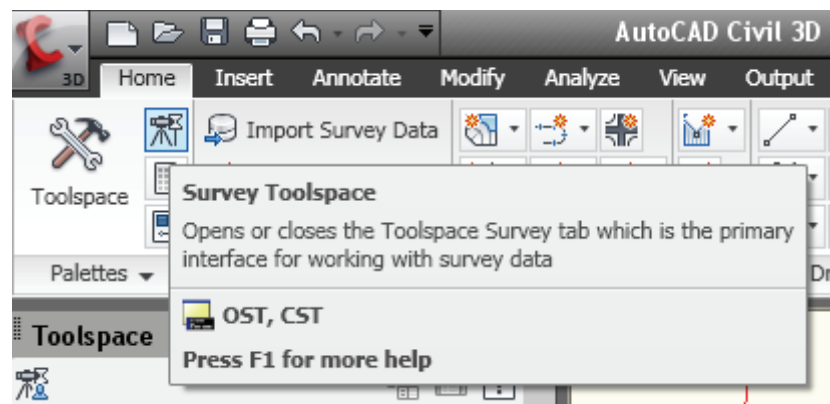 AutoCAD Civil 3D
3D
Home Insert Annotate Modify Analyze View Output
Import Survey Data
Toolspace
Survey Toolspace
Opens or closes the Toolspace Survey tab which is the primary
interface for working with survey data
Palettes
OST, CST
Toolspace
Press F1 for more help